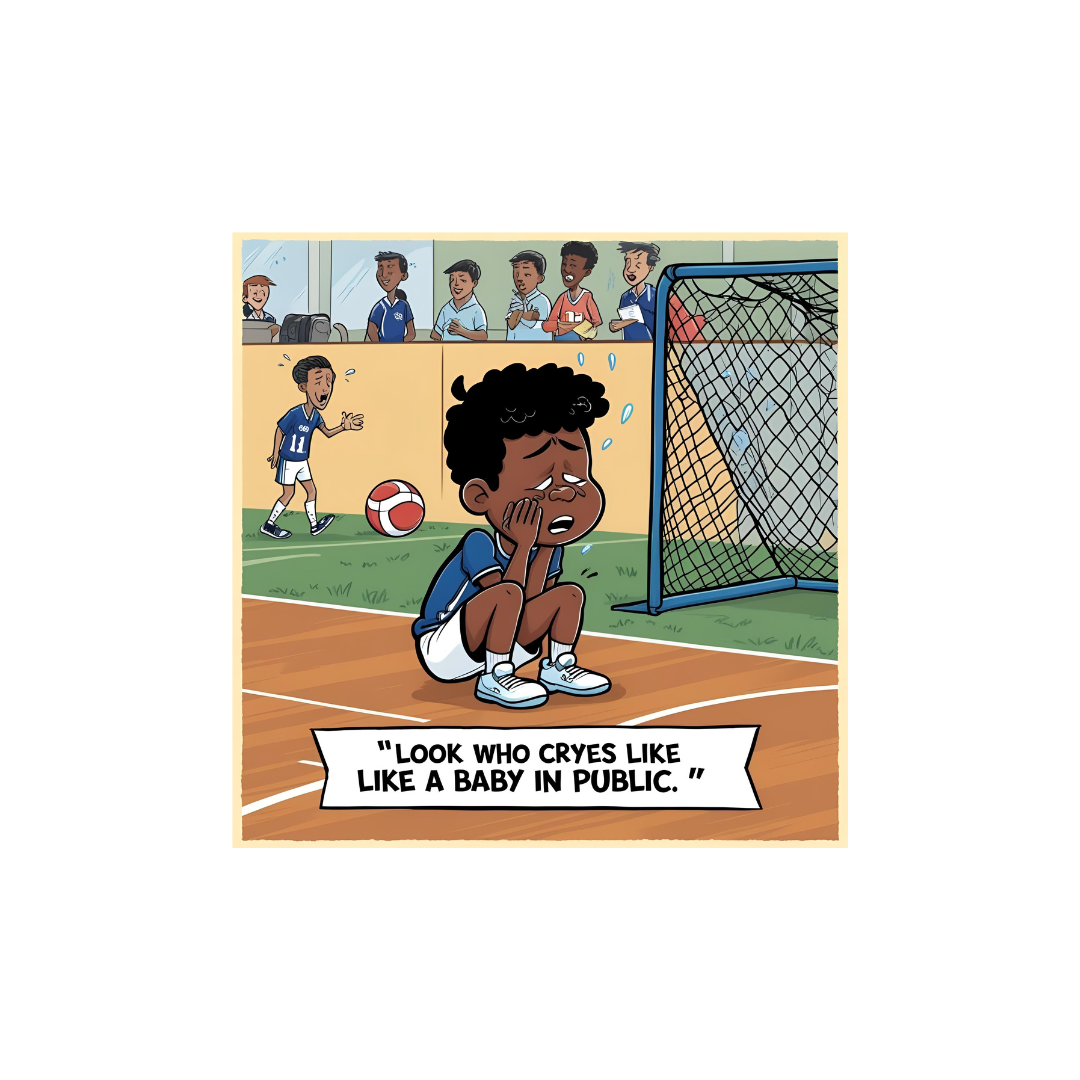 11
"LOOK WHO CRYES LIKE
LIKE A BABY IN PUBLIC."